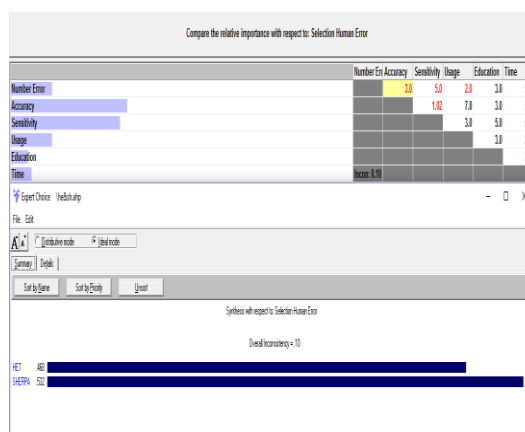 Compare the relative importance with respect to: Selection Human Error
Number Err Accuracy Sensitivity Usage Education Time
Number Error 3.0 5.0 2.0 3.0
Accuracy 1.02 7.0 3.0
Sensitivity 3.0 5.0
Usage 3.0
Education
Time Incon: 0.10
Expert Choice
File Edit
Distributive mode Ideal mode
Summary Details
Sort by Name Sort by Priority Unsort
Synthesis with respect to: Selection Human Error
Overall Inconsistency = .10
HET .468
SHERPA .532